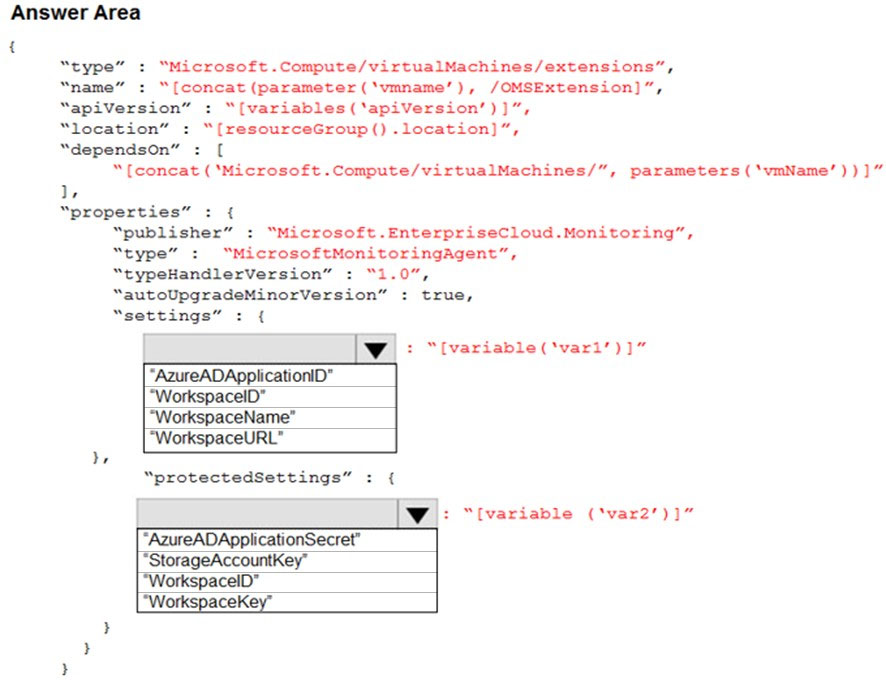 Answer Area
{
“type” : “Microsoft.Compute/virtualMachines/extensions”,
“name” : “[concat(parameter(‘vmname’), /OMSExtension]”,
“apiVersion” : “[variables(‘apiVersion’)]”,
“location” : “[resourceGroup().location]”,
“dependsOn” : [
“[concat(‘Microsoft.Compute/virtualMachines/”, parameters(‘vmName’))]”
],
“properties” : {
“publisher” : “Microsoft.EnterpriseCloud.Monitoring”,
“type” : “MicrosoftMonitoringAgent”,
“typeHandlerVersion” : “1.0”,
“autoUpgradeMinorVersion” : true,
“settings” : {
: “[variable(‘var1’)]”
“AzureADApplicationID”
“WorkspaceID”
“WorkspaceName”
“WorkspaceURL”
},
“protectedSettings” : {
: “[variable (‘var2’)]”
“AzureADApplicationSecret”
“StorageAccountKey”
“WorkspaceID”
“WorkspaceKey”
}
}
}